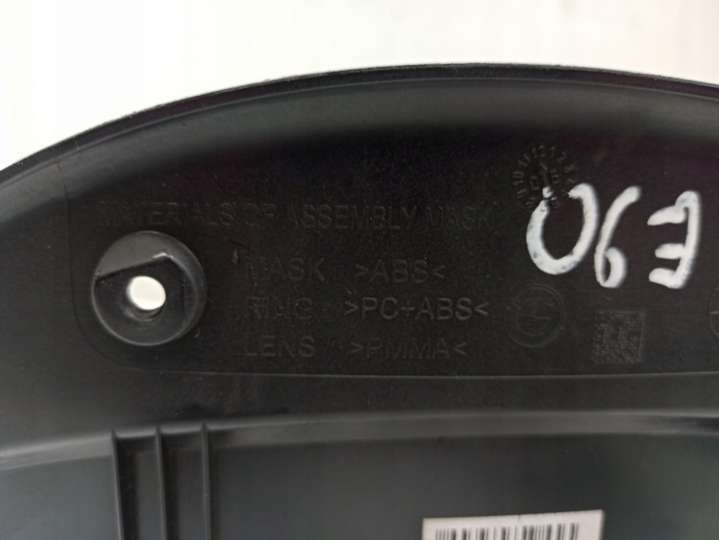 MATERIALS OF ASSEMBLY MASK
MASK >ABS<
RING >PC+ABS<
LENS >PMMA<
E90